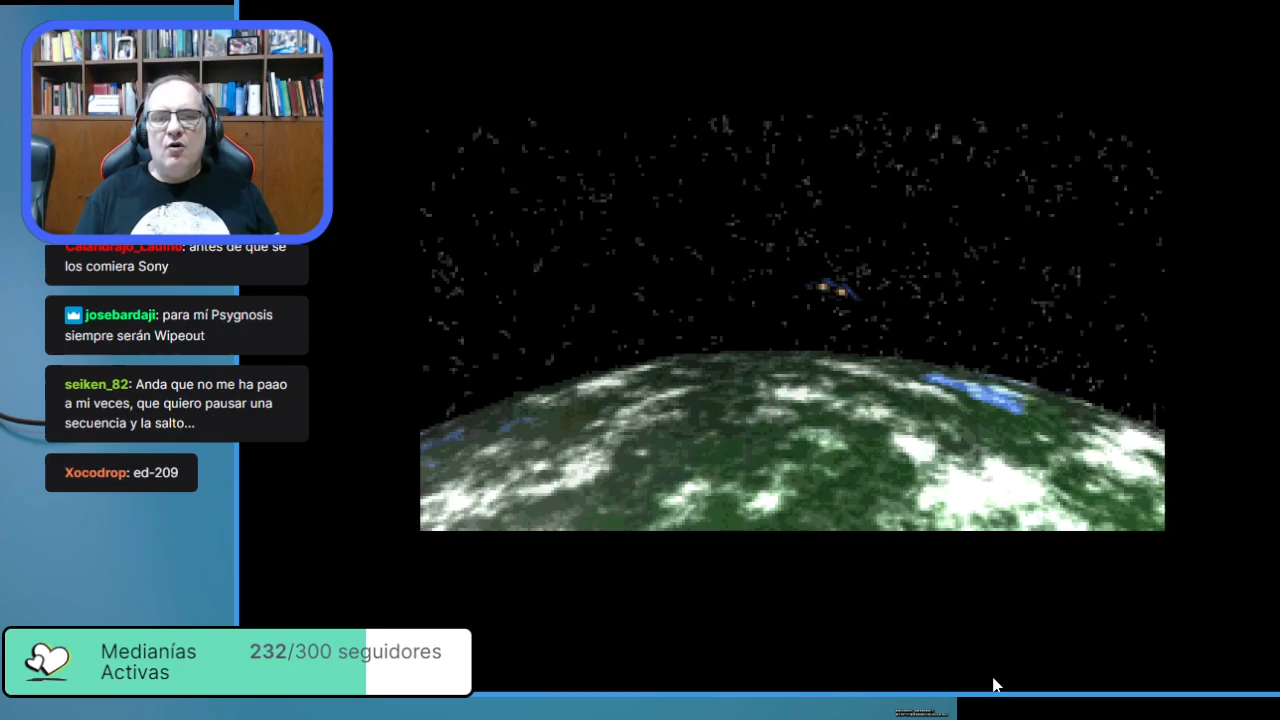 Calandrajo_Ladino: antes de que se
los comiera Sony
josebardaji: para mí Psygnosis
siempre serán Wipeout
seiken_82: Anda que no me ha paao
a mi veces, que quiero pausar una
secuencia y la salto...
Xocodrop: ed-209
Medianías
Activas
232/300 seguidores